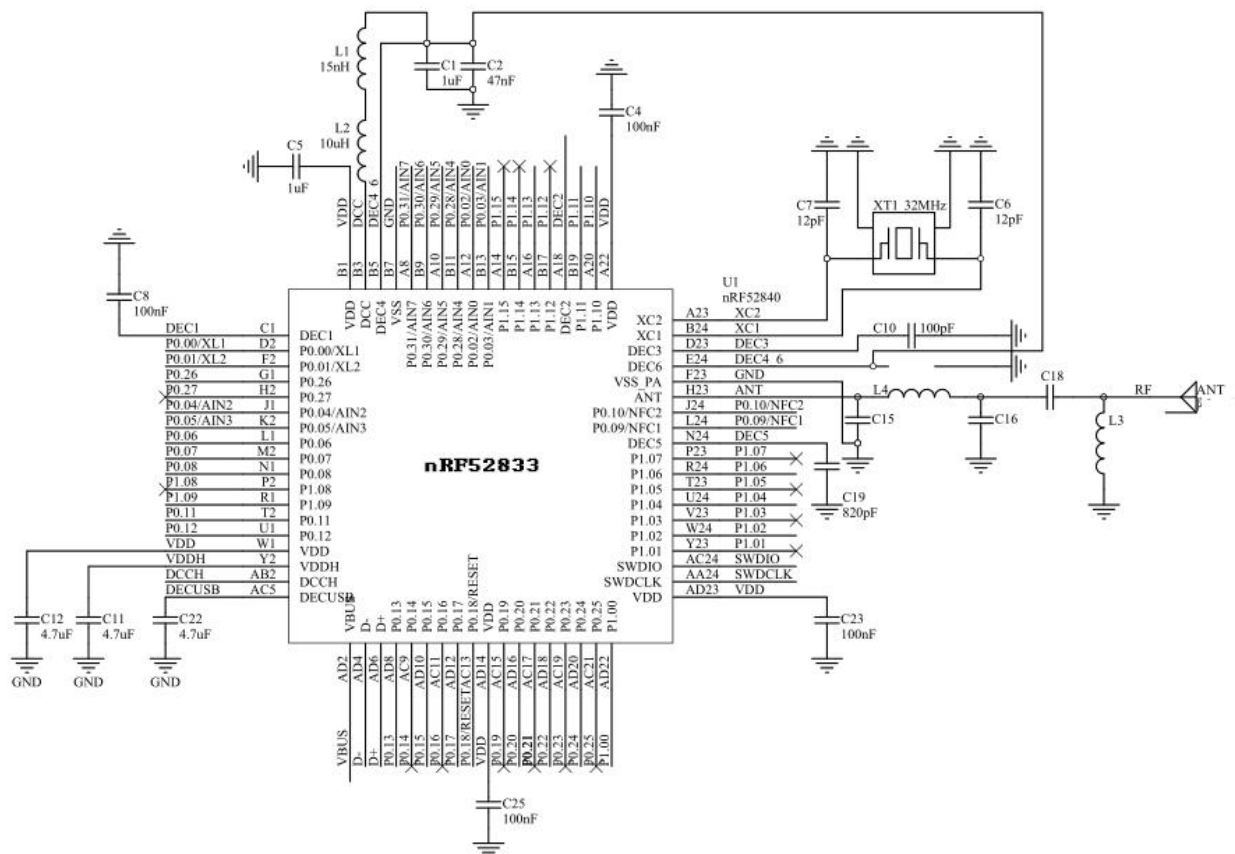 L1
15nH
C1
1uF
C2
47nF
C4
100nF
L2
10uH
C5
1uF
C7
12pF
XT1 32MHz
C6
12pF
C8
100nF
VDD
DCC
DEC4_6
GND
P0.31/AIN7
P0.30/AIN6
P0.29/AIN5
P0.28/AIN4
P0.02/AIN0
P0.03/AIN1
P1.15
P1.14
P1.13
P1.12
DEC2
P1.11
P1.10
VDD
B1
B3
B5
B7
A8
B9
A10
B11
A12
B13
A14
B15
A16
B17
A18
B19
A20
A22
VDD
DCC
DEC4
VSS
P0.31/AIN7
P0.30/AIN6
P0.29/AIN5
P0.28/AIN4
P0.02/AIN0
P0.03/AIN1
P1.15
P1.14
P1.13
P1.12
DEC2
P1.11
P1.10
VDD
U1
nRF52840
DEC1 C1 DEC1
P0.00/XL1 D2 P0.00/XL1
P0.01/XL2 F2 P0.01/XL2
P0.26 G1 P0.26
P0.27 H2 P0.27
P0.04/AIN2 J1 P0.04/AIN2
P0.05/AIN3 K2 P0.05/AIN3
P0.06 L1 P0.06
P0.07 M2 P0.07
P0.08 N1 P0.08
P1.08 P2 P1.08
P1.09 R1 P1.09
P0.11 T2 P0.11
P0.12 U1 P0.12
VDD W1 VDD
VDDH Y2 VDDH
DCCH AB2 DCCH
DECUSB AC5 DECUSB
nRF52833
XC2 A23 XC2
XC1 B24 XC1
DEC3 D23 DEC3
DEC6 E24 DEC4_6
VSS_PA F23 GND
ANT H23 ANT
P0.10/NFC2 J24 P0.10/NFC2
P0.09/NFC1 L24 P0.09/NFC1
DEC5 N24 DEC5
P1.07 P23 P1.07
P1.06 R24 P1.06
P1.05 T23 P1.05
P1.04 U24 P1.04
P1.03 V23 P1.03
P1.02 W24 P1.02
P1.01 Y23 P1.01
SWDIO AC24 SWDIO
SWDCLK AA24 SWDCLK
VDD AD23 VDD
C10 100pF
L4
C15
C16
C18
RF
ANT
L3
C19
820pF
C23
100nF
C12
4.7uF
C11
4.7uF
C22
4.7uF
GND
GND
GND
VBUS
D-
D+
P0.13
P0.14
P0.15
P0.16
P0.17
P0.18/RESET
VDD
P0.19
P0.20
P0.21
P0.22
P0.23
P0.24
P0.25
P1.00
AD2
AD4
AD6
AD8
AC9
AD10
AC11
AD12
AC13
AD14
AC15
AD16
AC17
AD18
AC19
AD20
AC21
AD22
VBUS
D-
D+
P0.13
P0.14
P0.15
P0.16
P0.17
P0.18/RESET
VDD
P0.19
P0.20
P0.21
P0.22
P0.23
P0.24
P0.25
P1.00
C25
100nF